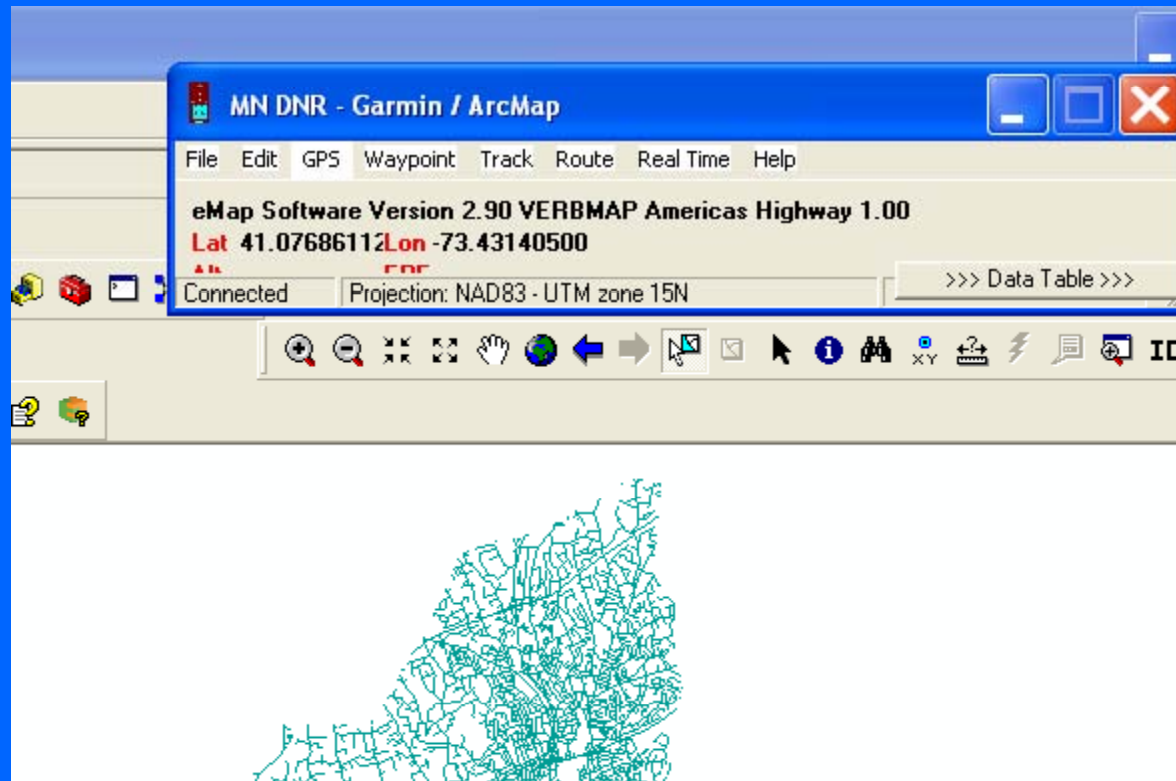 MN DNR - Garmin / ArcMap
File Edit GPS Waypoint Track Route Real Time Help
eMap Software Version 2.90 VERBMAP Americas Highway 1.00
Lat 41.07686112 Lon -73.43140500
Connected Projection: NAD83 - UTM zone 15N >>> Data Table >>>
XY